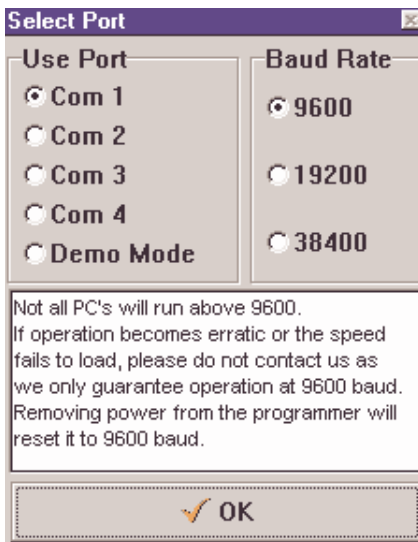 Select Port
Use Port
Com 1
Com 2
Com 3
Com 4
Demo Mode
Baud Rate
9600
19200
38400
Not all PC's will run above 9600.
If operation becomes erratic or the speed
fails to load, please do not contact us as
we only guarantee operation at 9600 baud.
Removing power from the programmer will
reset it to 9600 baud.
OK